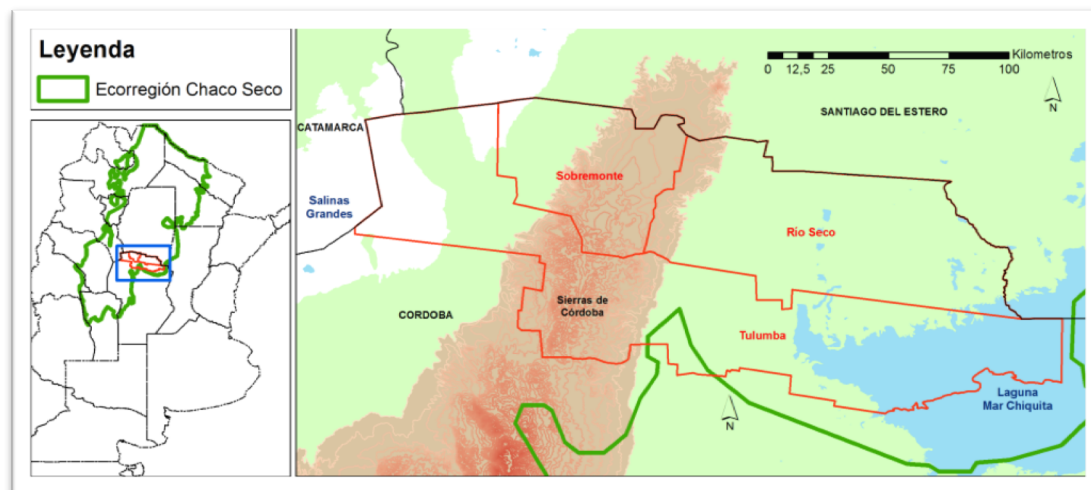 Leyenda
Ecorregión Chaco Seco
Kilometros
0 12,5 25 50 75 100
N
SANTIAGO DEL ESTERO
CATAMARCA
Sobremonte
Salinas
Grandes
Rio Seco
Sierras de
Córdoba
CORDOBA
Tulumba
Laguna
Mar Chiquita
N